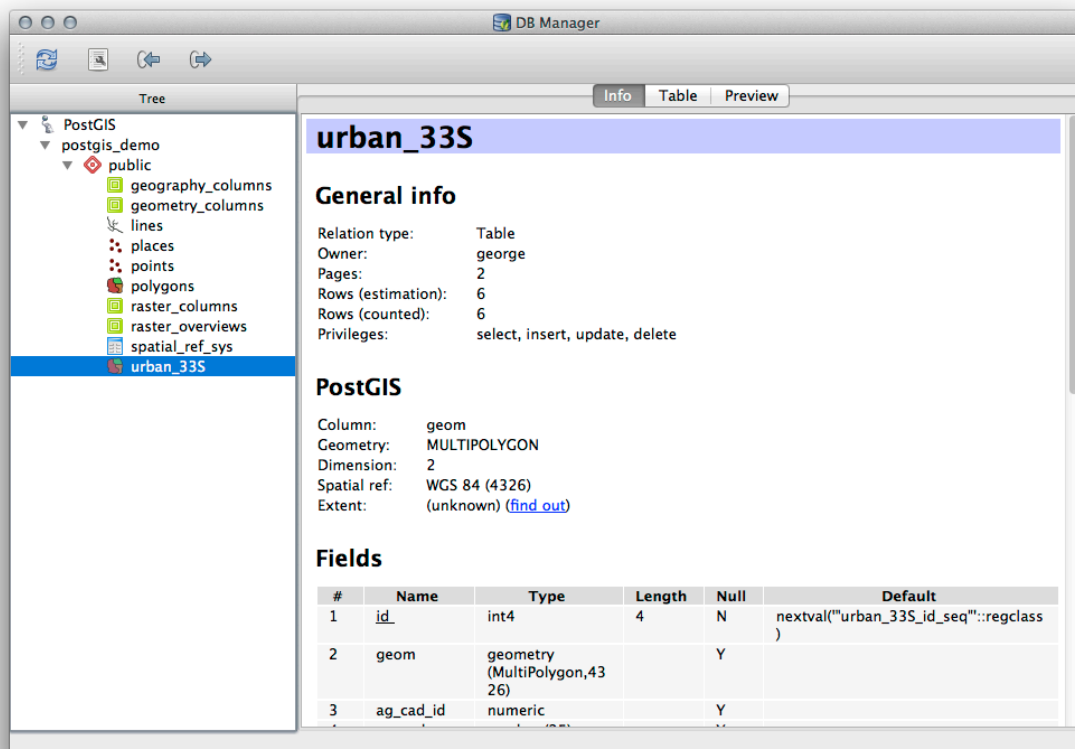 DB Manager
Tree
Info Table Preview
PostGIS
postgis_demo
public
geography_columns
geometry_columns
lines
places
points
polygons
raster_columns
raster_overviews
spatial_ref_sys
urban_33S
urban_33S
General info
Relation type: Table
Owner: george
Pages: 2
Rows (estimation): 6
Rows (counted): 6
Privileges: select, insert, update, delete
PostGIS
Column: geom
Geometry: MULTIPOLYGON
Dimension: 2
Spatial ref: WGS 84 (4326)
Extent: (unknown) (find out)
Fields
# Name Type Length Null Default
1 id_ int4 4 N nextval('"urban_33S_id_seq"'::regclass
)
2 geom geometry Y
(MultiPolygon,43
26)
3 ag_cad_id numeric Y